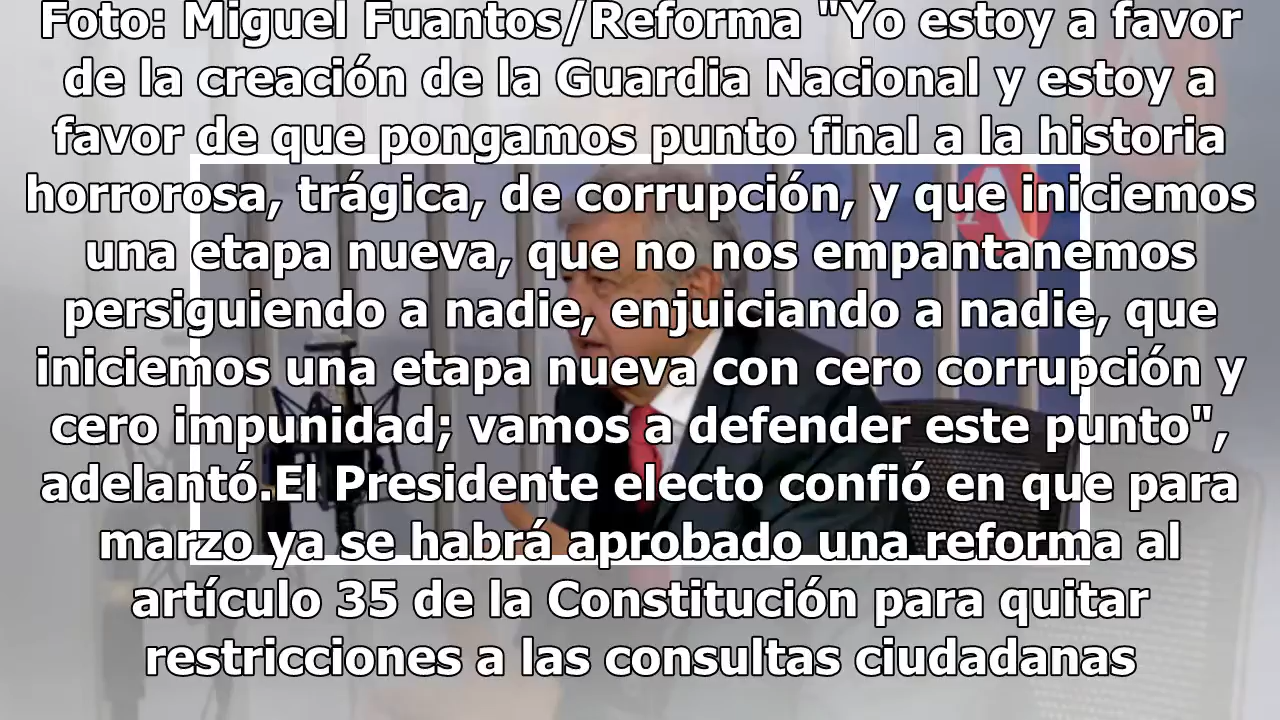 Foto: Miguel Fuantos/Reforma "Yo estoy a favor
de la creación de la Guardia Nacional y estoy a
favor de que pongamos punto final a la historia
horrorosa, trágica, de corrupción, y que iniciemos
una etapa nueva, que no nos empantanemos
persiguiendo a nadie, enjuiciando a nadie, que
iniciemos una etapa nueva con cero corrupción y
cero impunidad; vamos a defender este punto",
adelantó.El Presidente electo confió en que para
marzo ya se habrá aprobado una reforma al
artículo 35 de la Constitución para quitar
restricciones a las consultas ciudadanas